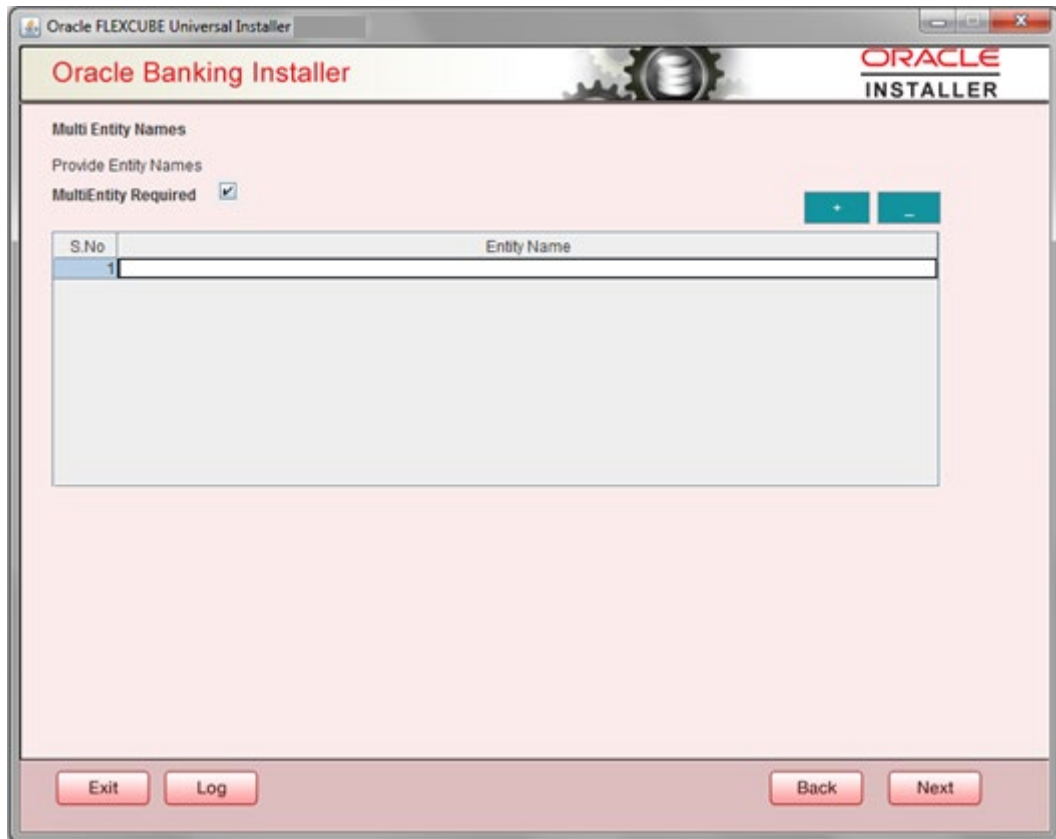 Oracle FLEXCUBE Universal Installer
Oracle Banking Installer
ORACLE
INSTALLER
Multi Entity Names
Provide Entity Names
MultiEntity Required
+ _
S.No Entity Name
1
Exit Log Back Next